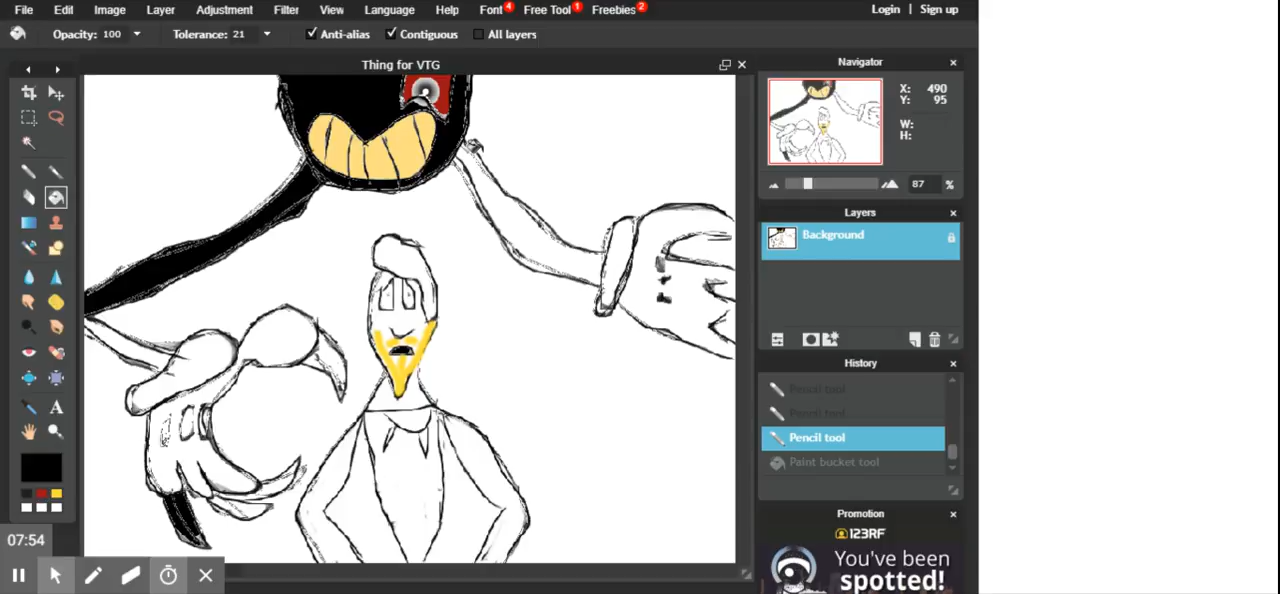 File Edit Image Layer Adjustment Filter View Language Help Font 4 Free Tool 1 Freebies 2 Login | Sign up
Opacity: 100 Tolerance: 21 Anti-alias Contiguous All layers
Thing for VTG
Navigator
X: 490
Y: 95
W:
H:
87 %
Layers
Background
History
Pencil tool
Pencil tool
Pencil tool
Paint bucket tool
Promotion
123RF
You've been
spotted!
A
07:54